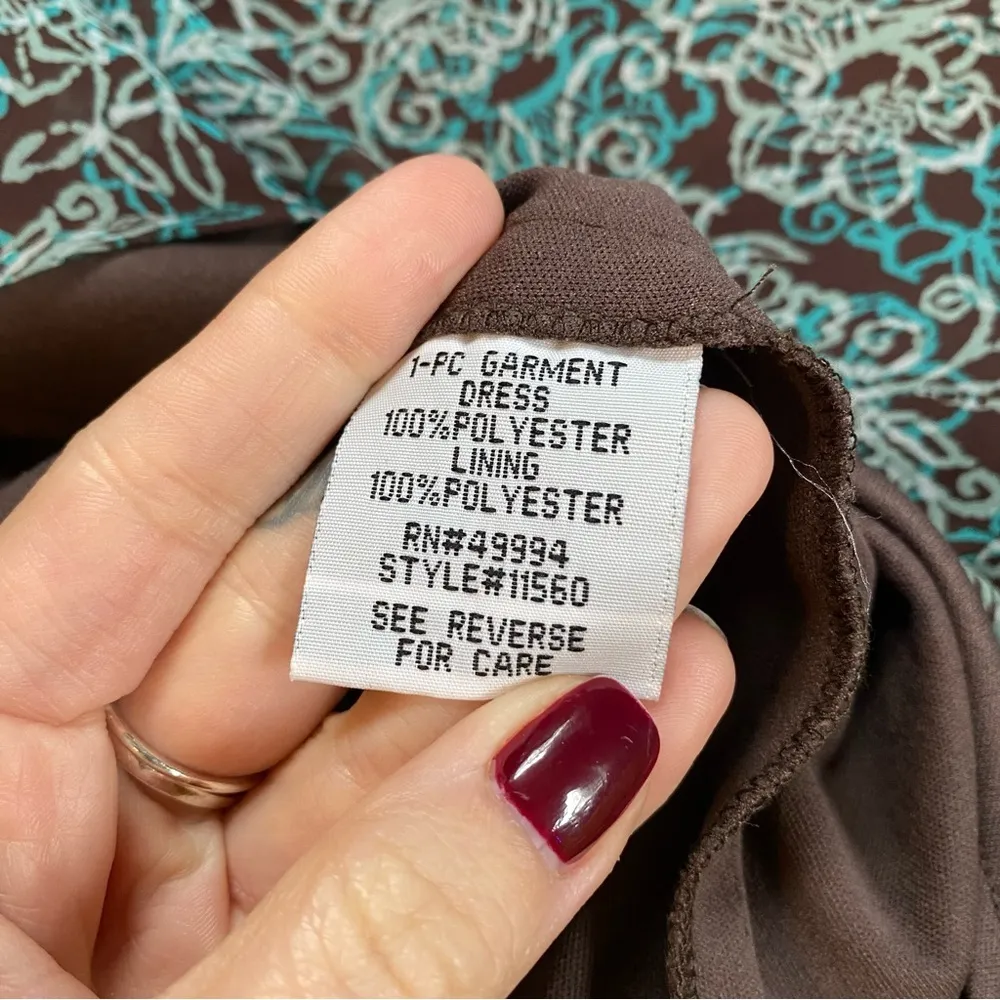 1-PC GARMENT
DRESS
100%POLYESTER
LINING
100%POLYESTER
RN#49994
STYLE#11560
SEE REVERSE
FOR CARE